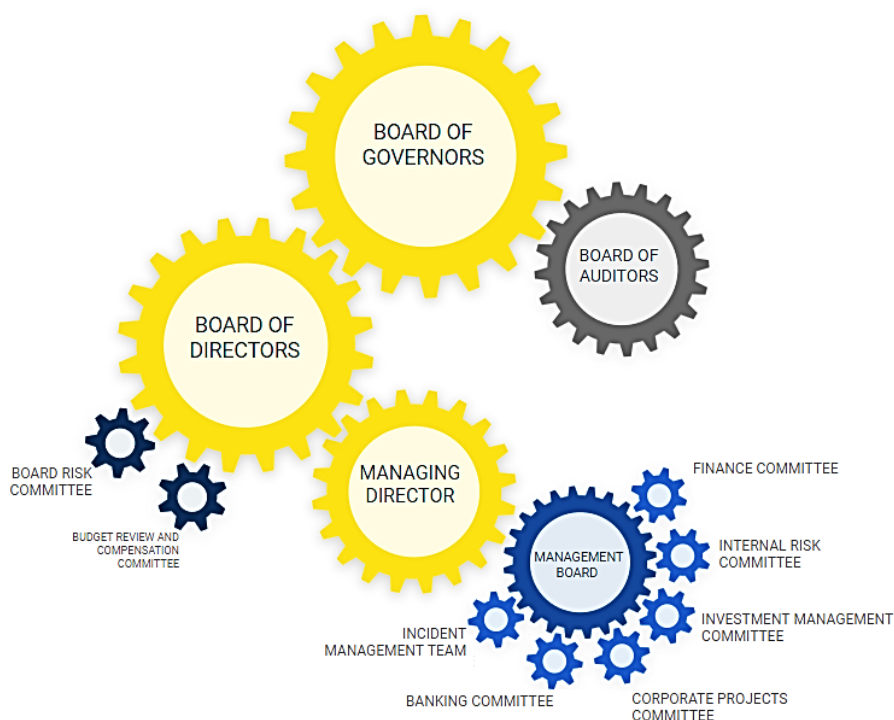 BOARD OF
GOVERNORS
BOARD OF
AUDITORS
BOARD OF
DIRECTORS
BOARD RISK
COMMITTEE
BUDGET REVIEW AND
COMPENSATION
COMMITTEE
MANAGING
DIRECTOR
FINANCE COMMITTEE
MANAGEMENT
BOARD
INTERNAL RISK
COMMITTEE
INVESTMENT MANAGEMENT
COMMITTEE
INCIDENT
MANAGEMENT TEAM
BANKING COMMITTEE
CORPORATE PROJECTS
COMMITTEE